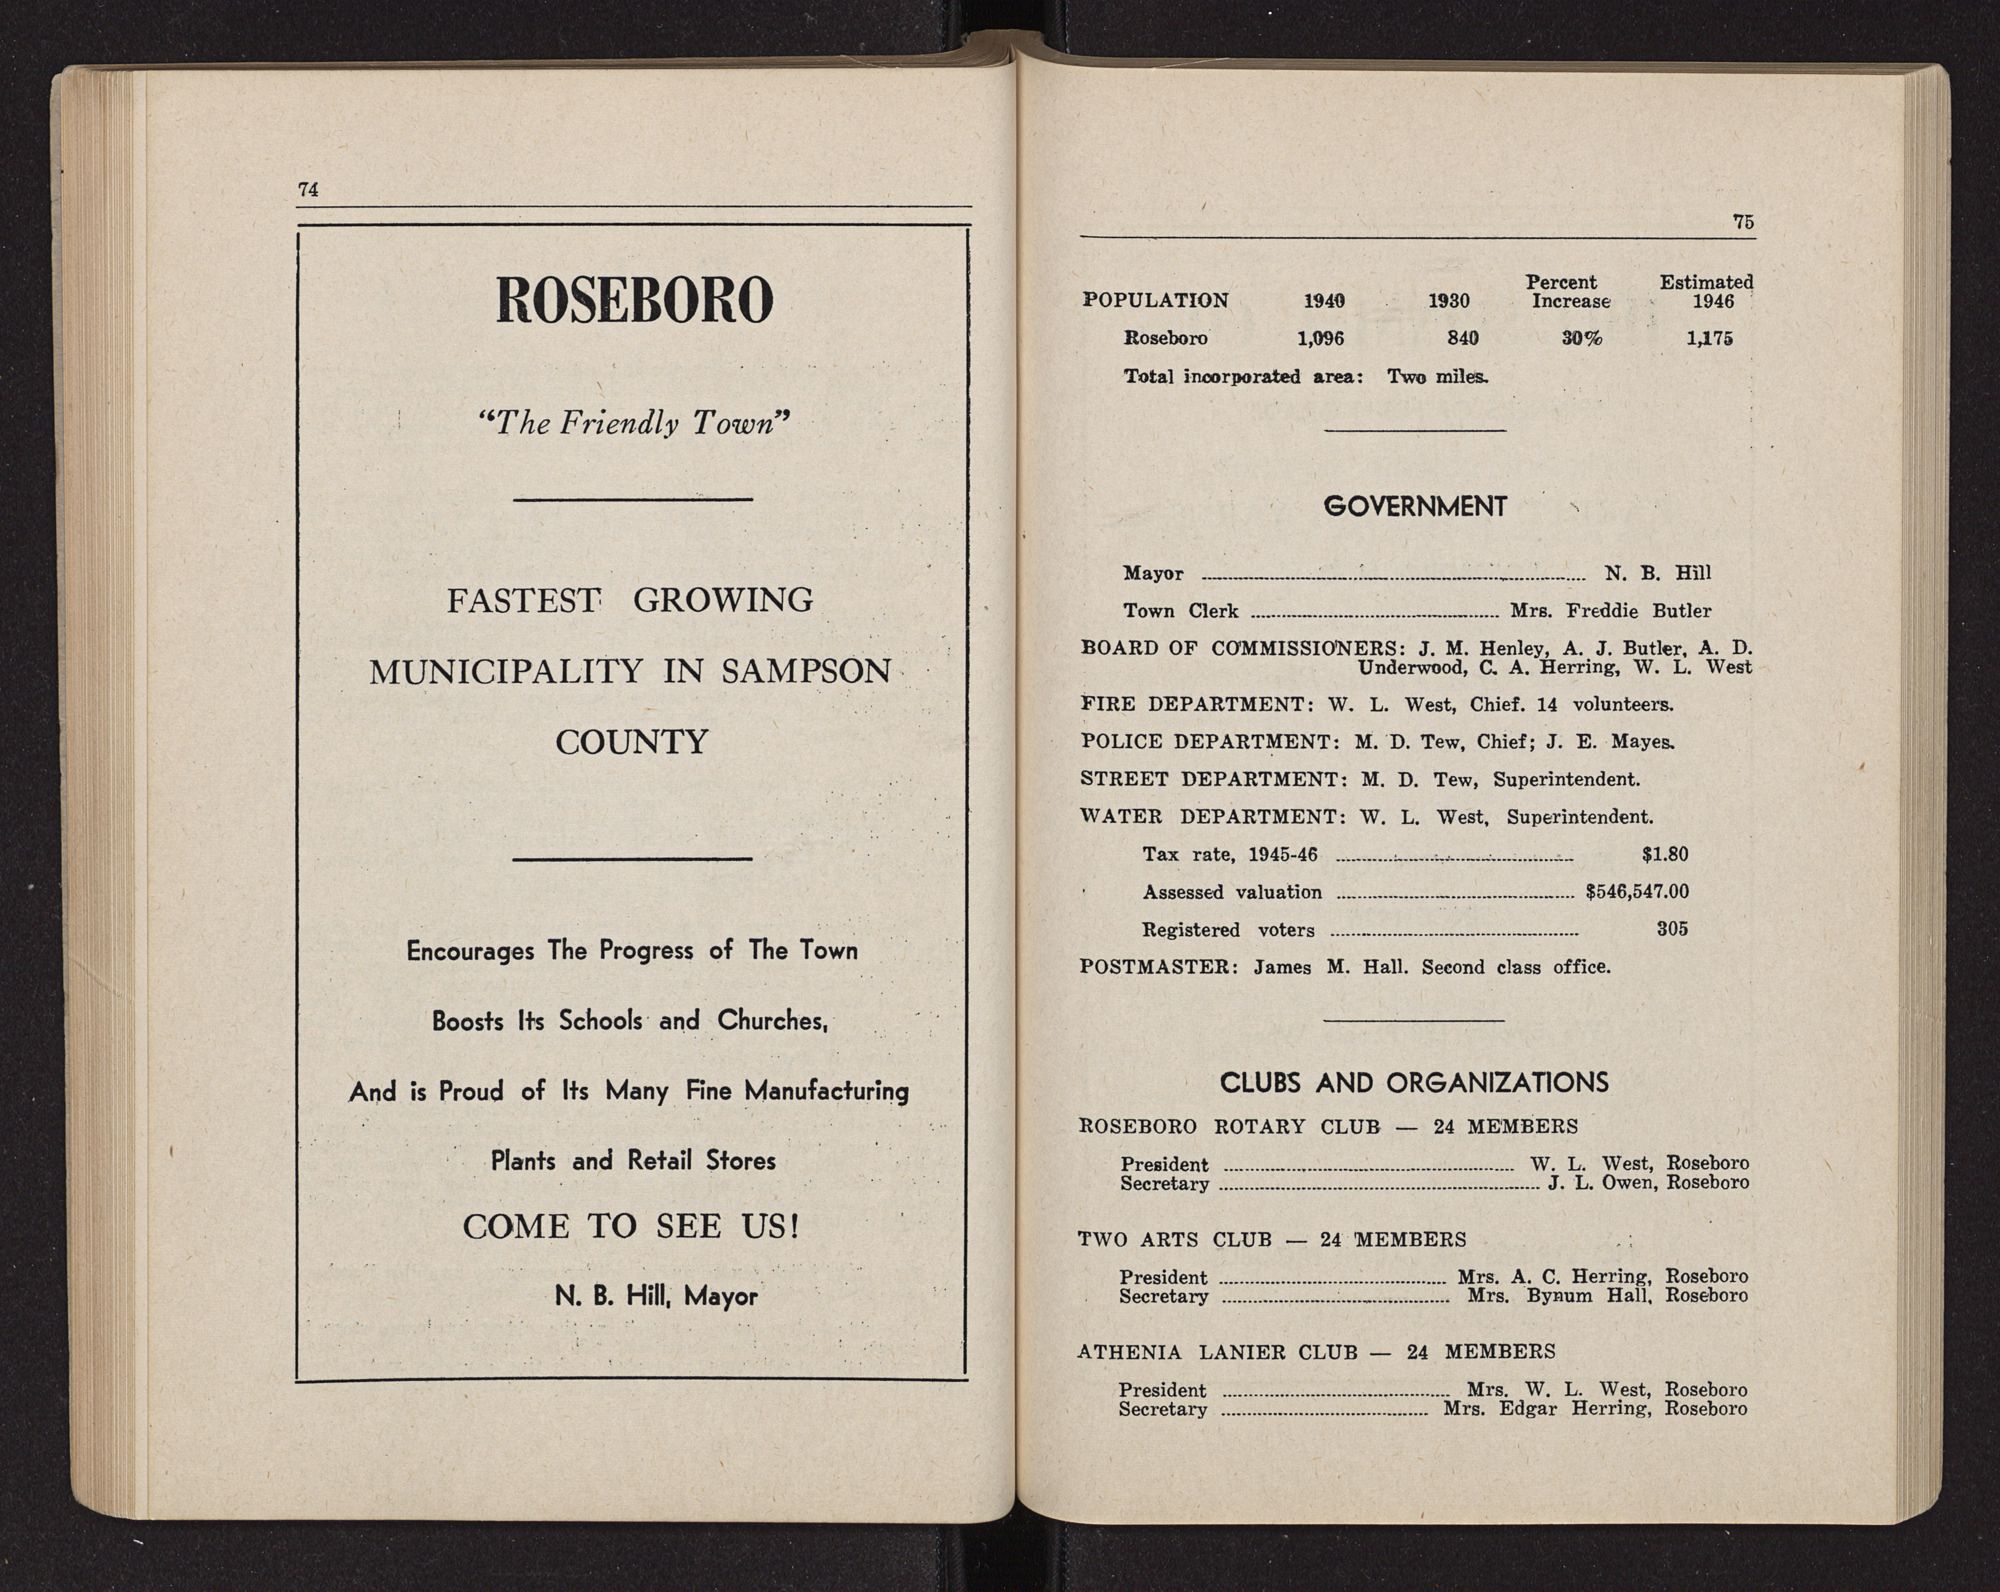 74
ROSEBORO
“The Friendly Town”
FASTEST GROWING
MUNICIPALITY IN SAMPSON
COUNTY
Encourages The Progress of The Town
Boosts Its Schools and Churches,
And is Proud of Its Many Fine Manufacturing
Plants and Retail Stores
COME TO SEE US!
N. B. Hill, Mayor
75
Percent Estimated
POPULATION 1940 1930 Increase 1946
Roseboro 1,096 840 30% 1,175
Total incorporated area: Two miles.
GOVERNMENT
Mayor ........ N. B. Hill
Town Clerk ........ Mrs. Freddie Butler
BOARD OF COMMISSIONERS: J. M. Henley, A. J. Butler, A. D.
Underwood, C. A. Herring, W. L. West
FIRE DEPARTMENT: W. L. West, Chief. 14 volunteers.
POLICE DEPARTMENT: M. D. Tew, Chief; J. E. Mayes.
STREET DEPARTMENT: M. D. Tew, Superintendent.
WATER DEPARTMENT: W. L. West, Superintendent.
Tax rate, 1945-46 ........ $1.80
Assessed valuation ........ $546,547.00
Registered voters ........ 305
POSTMASTER: James M. Hall. Second class office.
CLUBS AND ORGANIZATIONS
ROSEBORO ROTARY CLUB — 24 MEMBERS
President ........ W. L. West, Roseboro
Secretary ........ J. L. Owen, Roseboro
TWO ARTS CLUB — 24 MEMBERS
President ........ Mrs. A. C. Herring, Roseboro
Secretary ........ Mrs. Bynum Hall, Roseboro
ATHENIA LANIER CLUB — 24 MEMBERS
President ........ Mrs. W. L. West, Roseboro
Secretary ........ Mrs. Edgar Herring, Roseboro